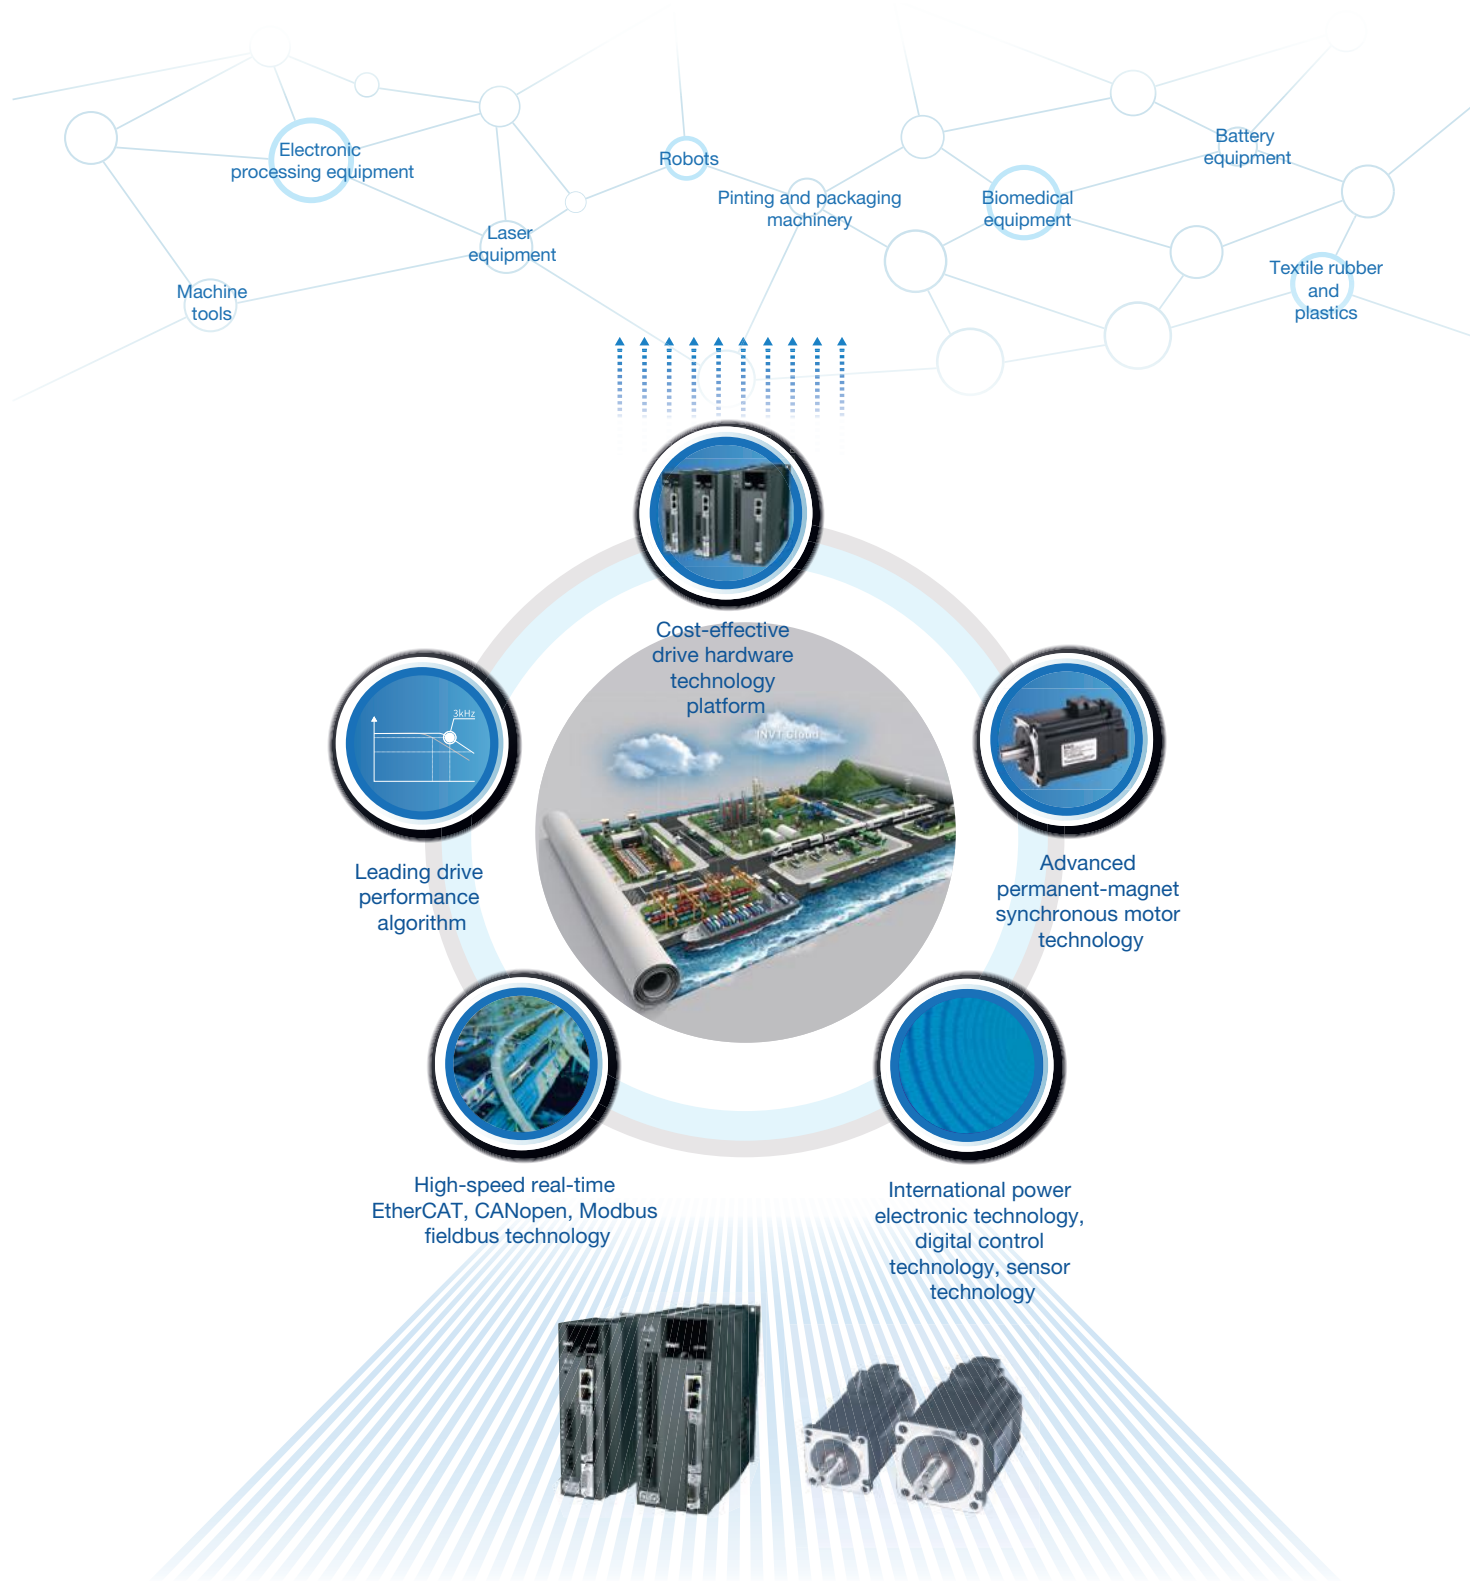 Electronic
processing equipment
Robots
Battery
equipment
Pinting and packaging
machinery
Biomedical
equipment
Laser
equipment
Textile rubber
and
plastics
Machine
tools
Cost-effective
drive hardware
technology
platform
3kHz
INVT Cloud
Leading drive
performance
algorithm
Advanced
permanent-magnet
synchronous motor
technology
High-speed real-time
EtherCAT, CANopen, Modbus
fieldbus technology
International power
electronic technology,
digital control
technology, sensor
technology